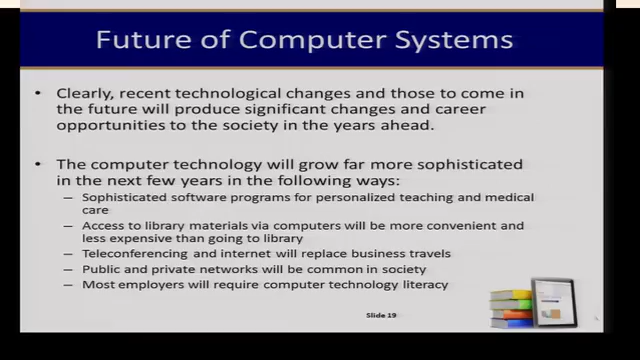 Future of Computer Systems
• Clearly, recent technological changes and those to come in
the future will produce significant changes and career
opportunities to the society in the years ahead.
• The computer technology will grow far more sophisticated
in the next few years in the following ways:
– Sophisticated software programs for personalized teaching and medical
care
– Access to library materials via computers will be more convenient and
less expensive than going to library
– Teleconferencing and internet will replace business travels
– Public and private networks will be common in society
– Most employers will require computer technology literacy
Slide 19